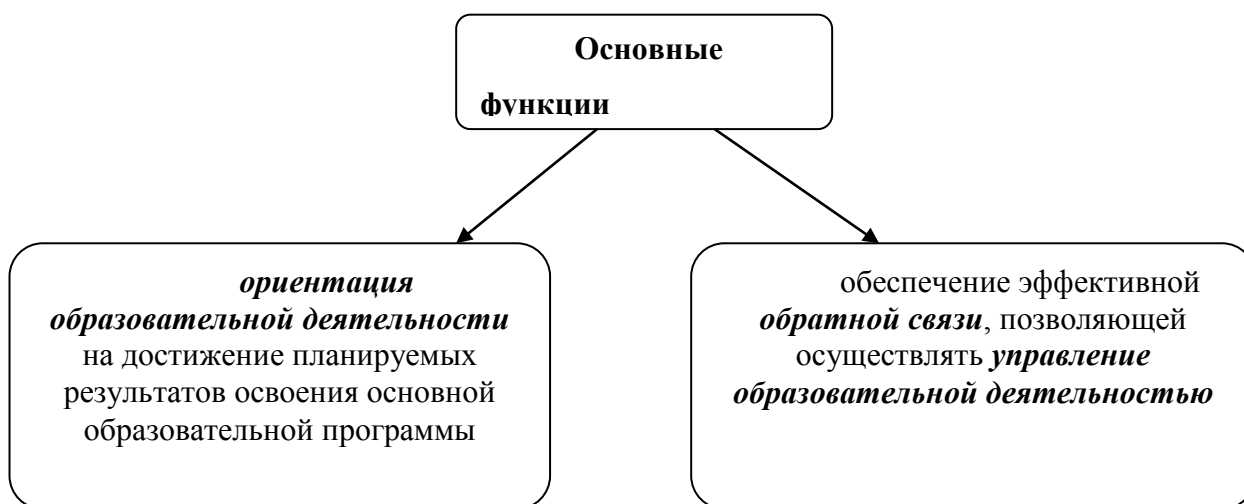 Основные
функции
ориентация
образовательной деятельности
на достижение планируемых
результатов освоения основной
образовательной программы
обеспечение эффективной
обратной связи, позволяющей
осуществлять управление
образовательной деятельностью